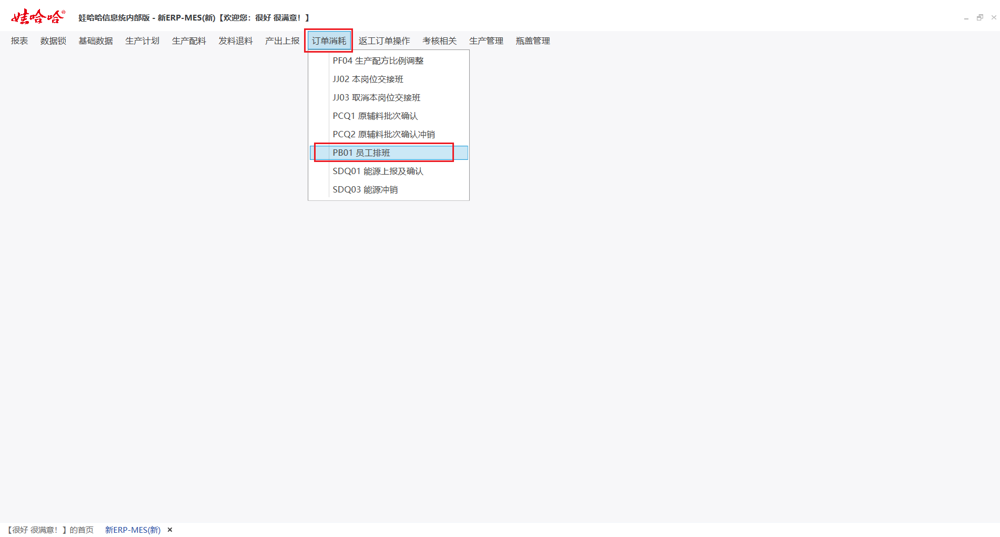 娃哈哈®
娃哈哈信息统内部版 - 新ERP-MES(新)【欢迎您：很好 很满意！】
报表 数据锁 基础数据 生产计划 生产配料 发料退料 产出上报 订单消耗 返工订单操作 考核相关 生产管理 瓶盖管理
PF04 生产配方比例调整
JJ02 本岗位交接班
JJ03 取消本岗位交接班
PCQ1 原辅料批次确认
PCQ2 原辅料批次确认冲销
PB01 员工排班
SDQ01 能源上报及确认
SDQ03 能源冲销
【很好 很满意！】的首页 新ERP-MES(新)